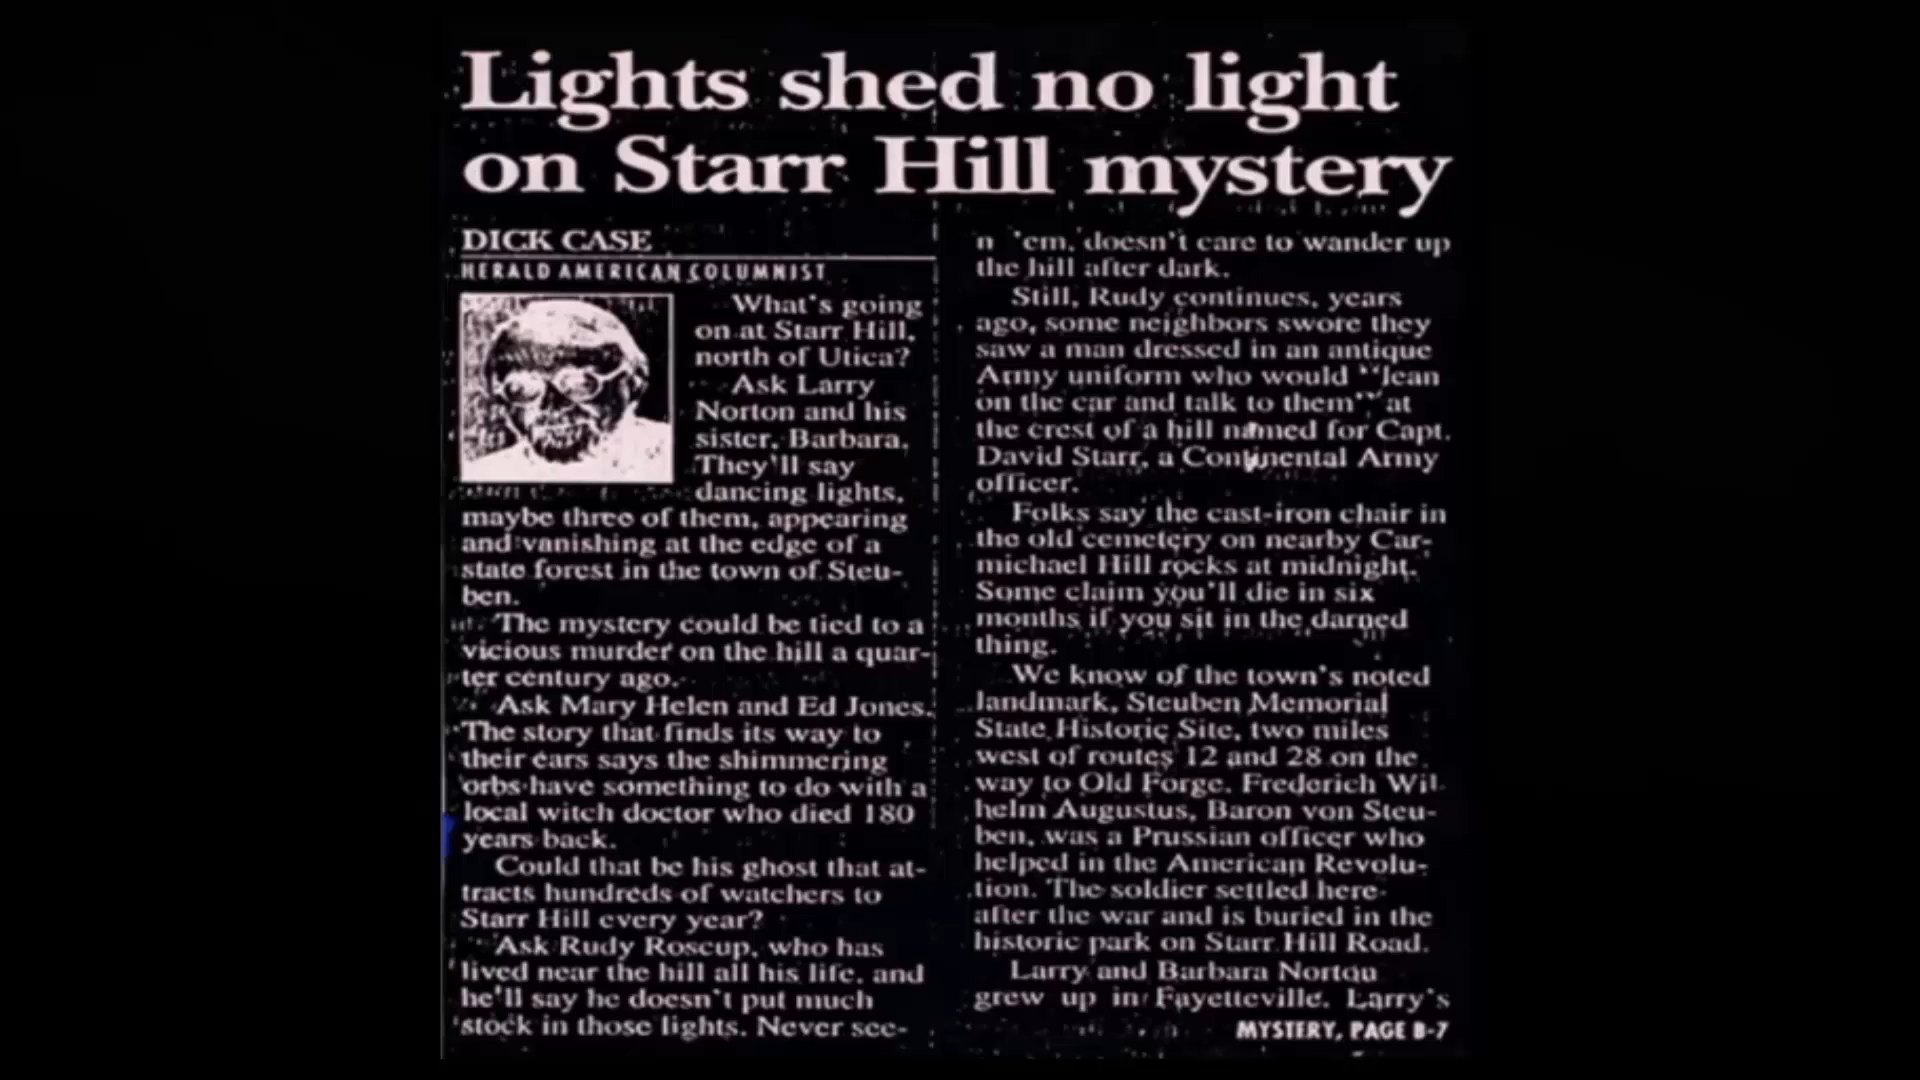 Lights shed no light
on Starr Hill mystery
DICK CASE
HERALD AMERICAN COLUMNIST
What's going
on at Starr Hill,
north of Utica?
Ask Larry
Norton and his
sister, Barbara.
They'll say
dancing lights,
maybe three of them, appearing
and vanishing at the edge of a
state forest in the town of Steu-
ben.
The mystery could be tied to a
vicious murder on the hill a quar-
ter century ago.
Ask Mary Helen and Ed Jones.
The story that finds its way to
their ears says the shimmering
orbs have something to do with a
local witch doctor who died 180
years back.
Could that be his ghost that at-
tracts hundreds of watchers to
Starr Hill every year?
Ask Rudy Roscup, who has
lived near the hill all his life, and
he'll say he doesn't put much
stock in those lights. Never see-
n 'em, doesn't care to wander up
the hill after dark.
Still, Rudy continues, years
ago, some neighbors swore they
saw a man dressed in an antique
Army uniform who would "lean
on the car and talk to them" at
the crest of a hill named for Capt.
David Starr, a Continental Army
officer.
Folks say the cast-iron chair in
the old cemetery on nearby Car-
michael Hill rocks at midnight.
Some claim you'll die in six
months if you sit in the darned
thing.
We know of the town's noted
landmark, Steuben Memorial
State Historic Site, two miles
west of routes 12 and 28 on the
way to Old Forge. Frederich Wil-
helm Augustus, Baron von Steu-
ben, was a Prussian officer who
helped in the American Revolu-
tion. The soldier settled here
after the war and is buried in the
historic park on Starr Hill Road.
Larry and Barbara Norton
grew up in Fayetteville. Larry's
MYSTERY, PAGE B-7